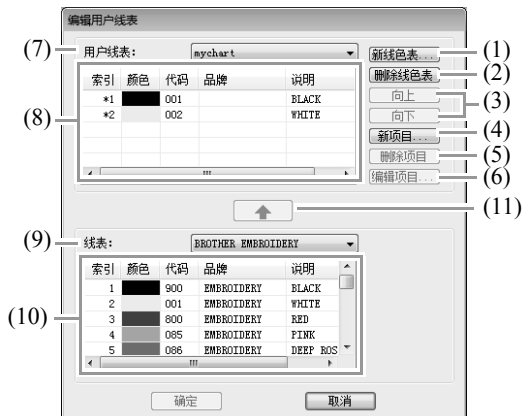 编辑用户线表
(7) 用户线表: mychart 新线色表... (1)
删除线色表 (2)
索引 颜色 代码 品牌 说明
*1 001 BLACK
*2 002 WHITE
(8)
向上 (3)
向下
新项目... (4)
删除项目 (5)
编辑项目... (6)
(11)
(9) 线表: BROTHER EMBROIDERY
索引 颜色 代码 品牌 说明
1 900 EMBROIDERY BLACK
2 001 EMBROIDERY WHITE
3 800 EMBROIDERY RED
4 085 EMBROIDERY PINK
5 086 EMBROIDERY DEEP ROS
(10)
确定 取消